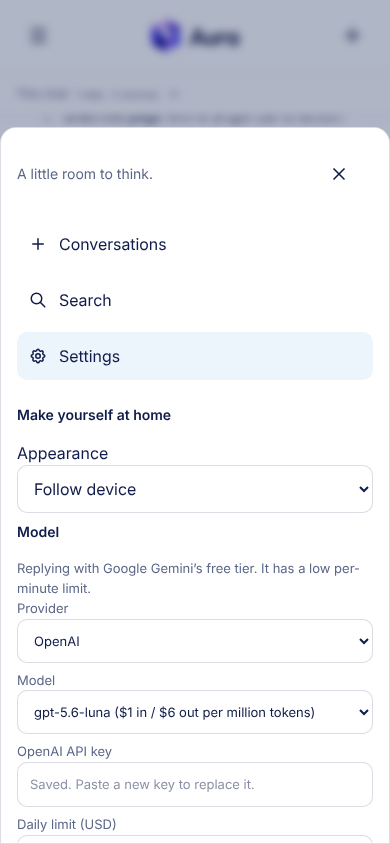 Aura
A little room to think.
Conversations
Search
Settings
Make yourself at home
Appearance
Follow device
Model
Replying with Google Gemini’s free tier. It has a low per-
minute limit.
Provider
OpenAI
Model
gpt-5.6-luna ($1 in / $6 out per million tokens)
OpenAI API key
Saved. Paste a new key to replace it.
Daily limit (USD)